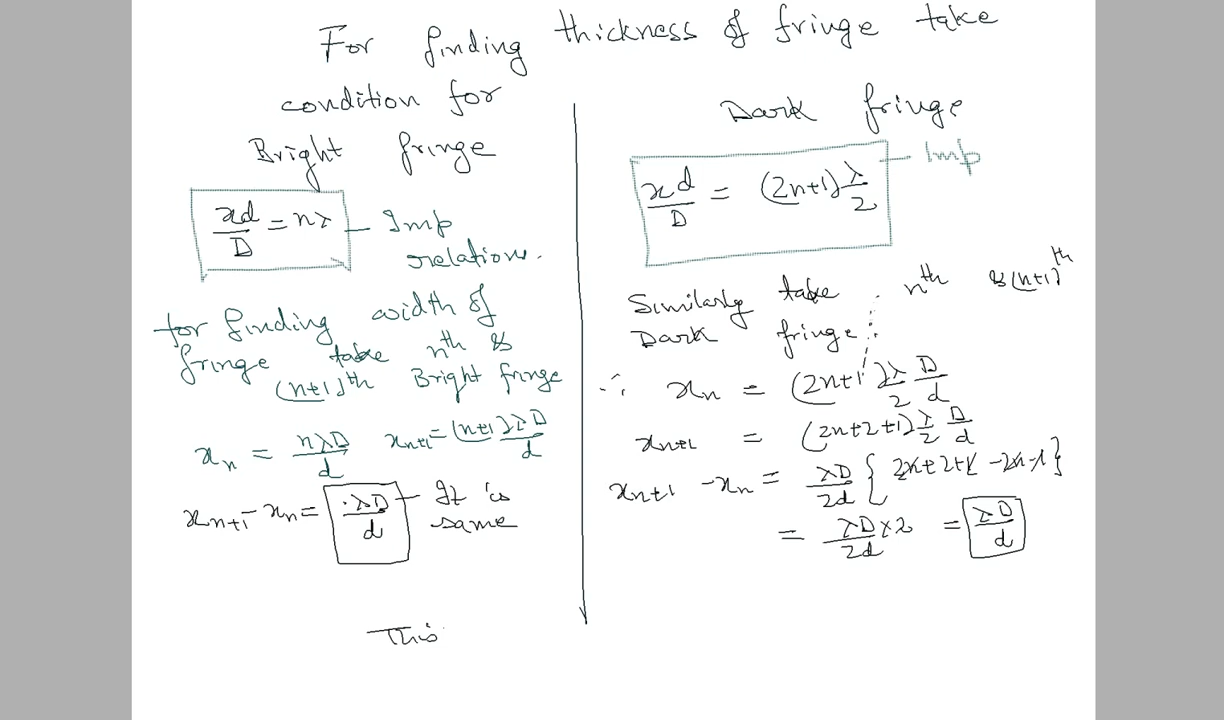 For finding thickness of fringe take
condition for
Bright fringe
xd/D = nλ — Imp
relation.
for finding width of
fringe take nth &
(n+1)th Bright fringe
xn = nλD/d xn+1 = (n+1)λD/d
xn+1 - xn = λD/d — It is
same
This
Dark fringe
xd/D = (2n+1)λ/2 — Imp
Similarly take nth & (n+1)th
Dark fringe
∴ xn = (2n+1)λ/2 D/d
xn+1 = (2n+2+1)λ/2 D/d
xn+1 - xn = λD/2d {2n+2+1-2n-1}
= λD/2d × 2 = λD/d